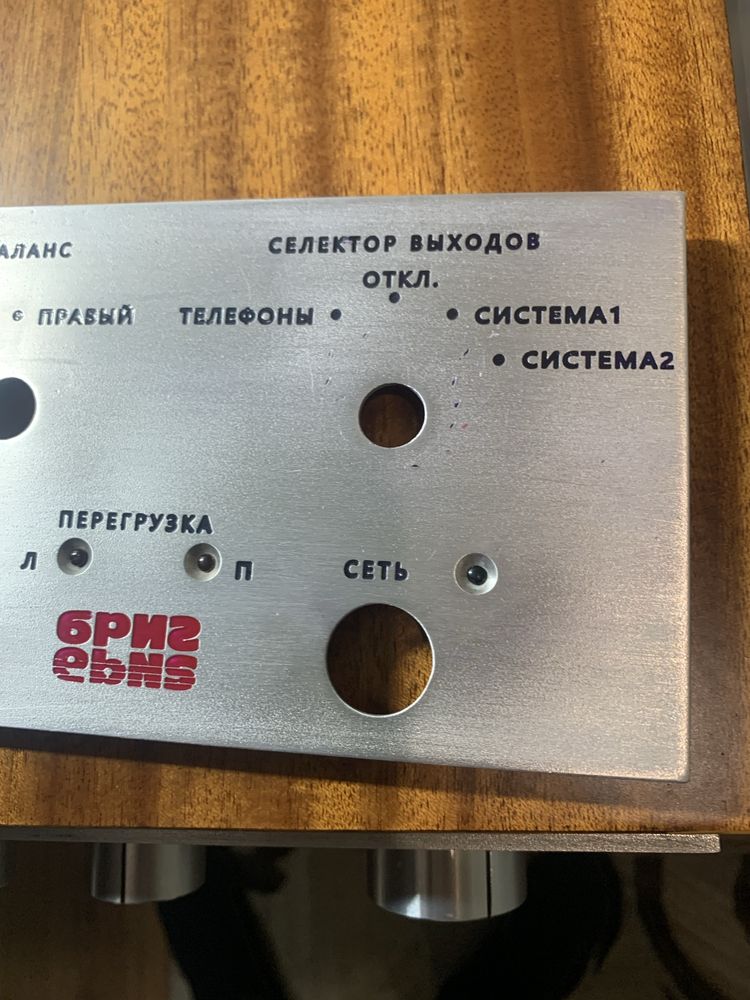 АЛАНС
СЕЛЕКТОР ВЫХОДОВ
ОТКЛ.
ПРАВЫЙ
ТЕЛЕФОНЫ
СИСТЕМА1
СИСТЕМА2
ПЕРЕГРУЗКА
Л
П
СЕТЬ
бриг